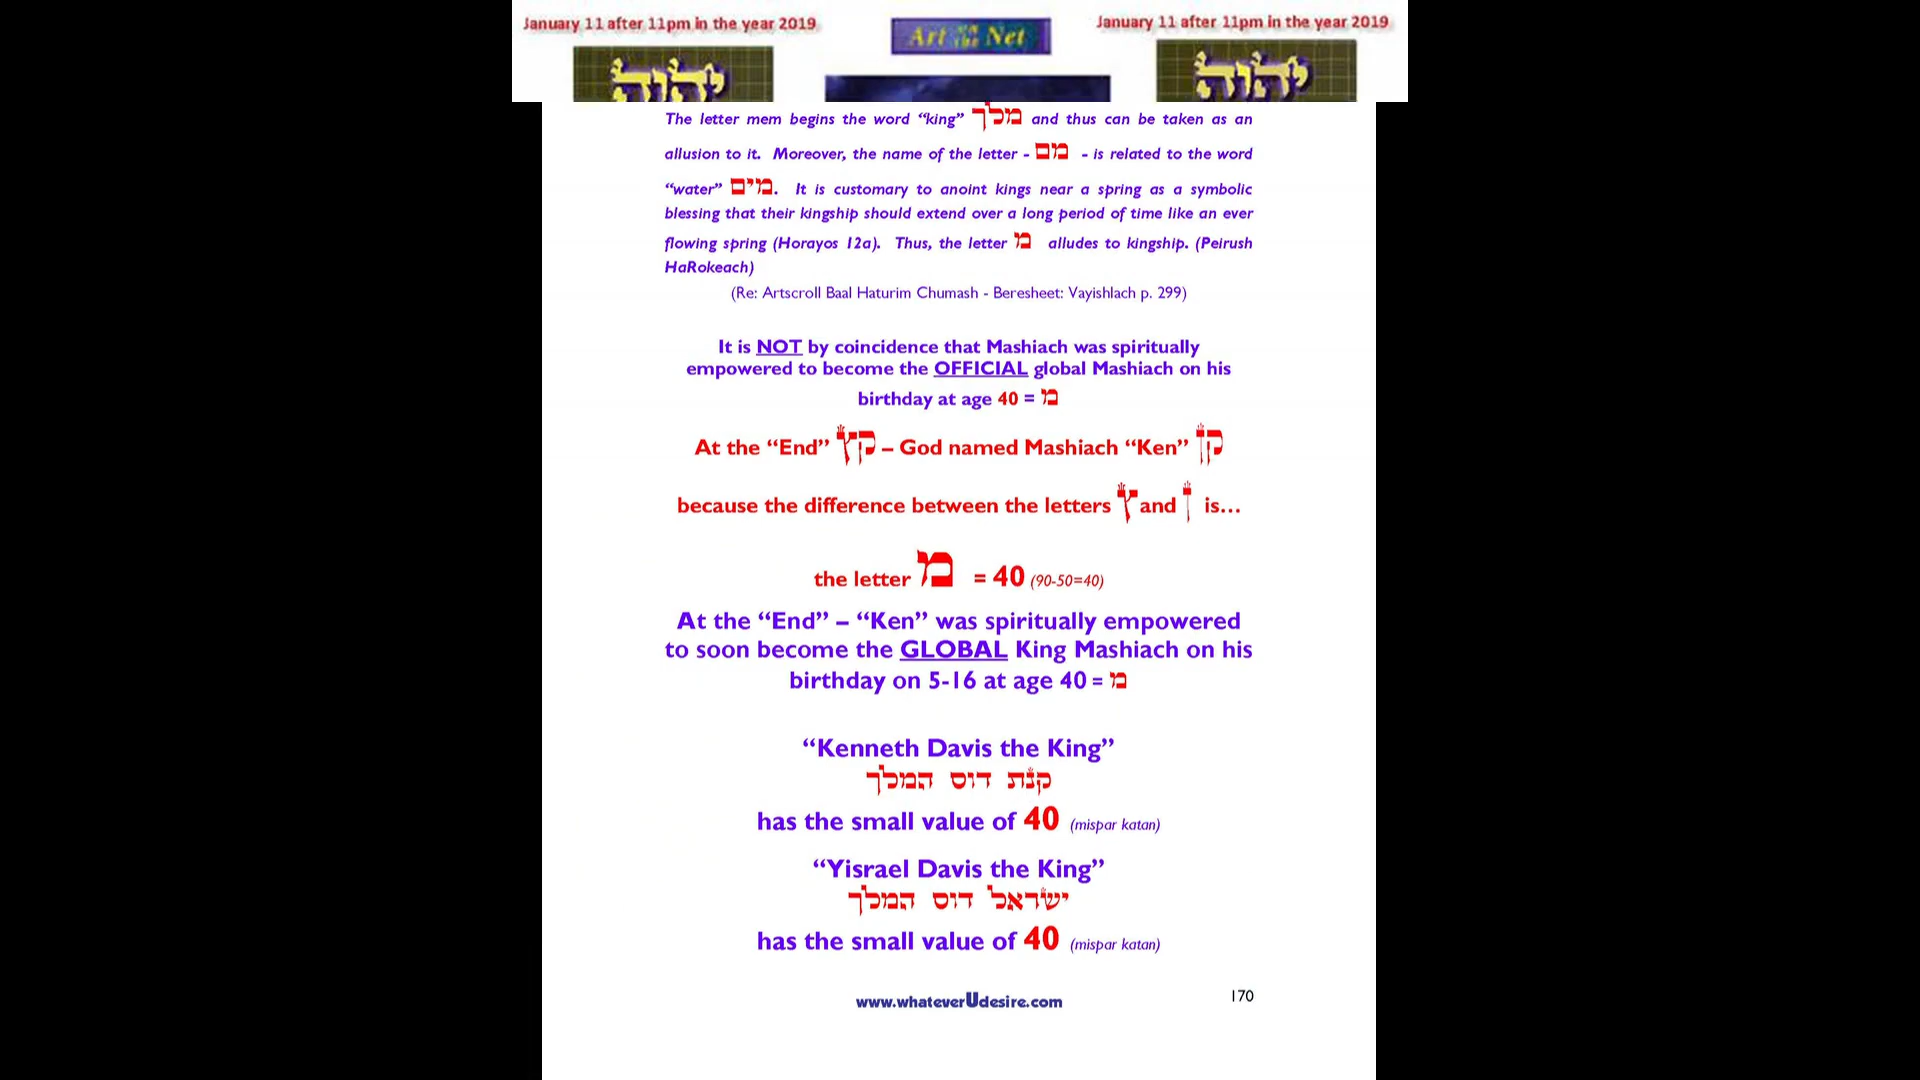 January 11 after 11pm in the year 2019
Art on the Net
January 11 after 11pm in the year 2019
יהוה
יהוה
The letter mem begins the word “king” מלך and thus can be taken as an
allusion to it. Moreover, the name of the letter - מם - is related to the word
“water” מים. It is customary to anoint kings near a spring as a symbolic
blessing that their kingship should extend over a long period of time like an ever
flowing spring (Horayos 12a). Thus, the letter מ alludes to kingship. (Peirush
HaRokeach)
(Re: Artscroll Baal Haturim Chumash - Beresheet: Vayishlach p. 299)
It is NOT by coincidence that Mashiach was spiritually
empowered to become the OFFICIAL global Mashiach on his
birthday at age 40 = מ
At the “End” קץ – God named Mashiach “Ken” קן
because the difference between the letters ץ and ן is...
the letter מ = 40 (90-50=40)
At the “End” – “Ken” was spiritually empowered
to soon become the GLOBAL King Mashiach on his
birthday on 5-16 at age 40 = מ
“Kenneth Davis the King”
קנת דוס המלך
has the small value of 40 (mispar katan)
“Yisrael Davis the King”
ישראל דוס המלך
has the small value of 40 (mispar katan)
www.whateverUdesire.com
170